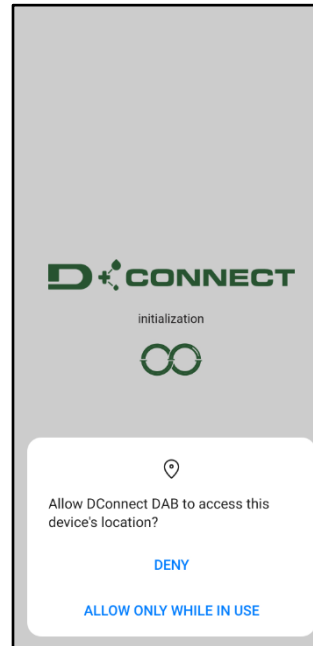 D CONNECT
initialization
Allow DConnect DAB to access this
device's location?
DENY
ALLOW ONLY WHILE IN USE